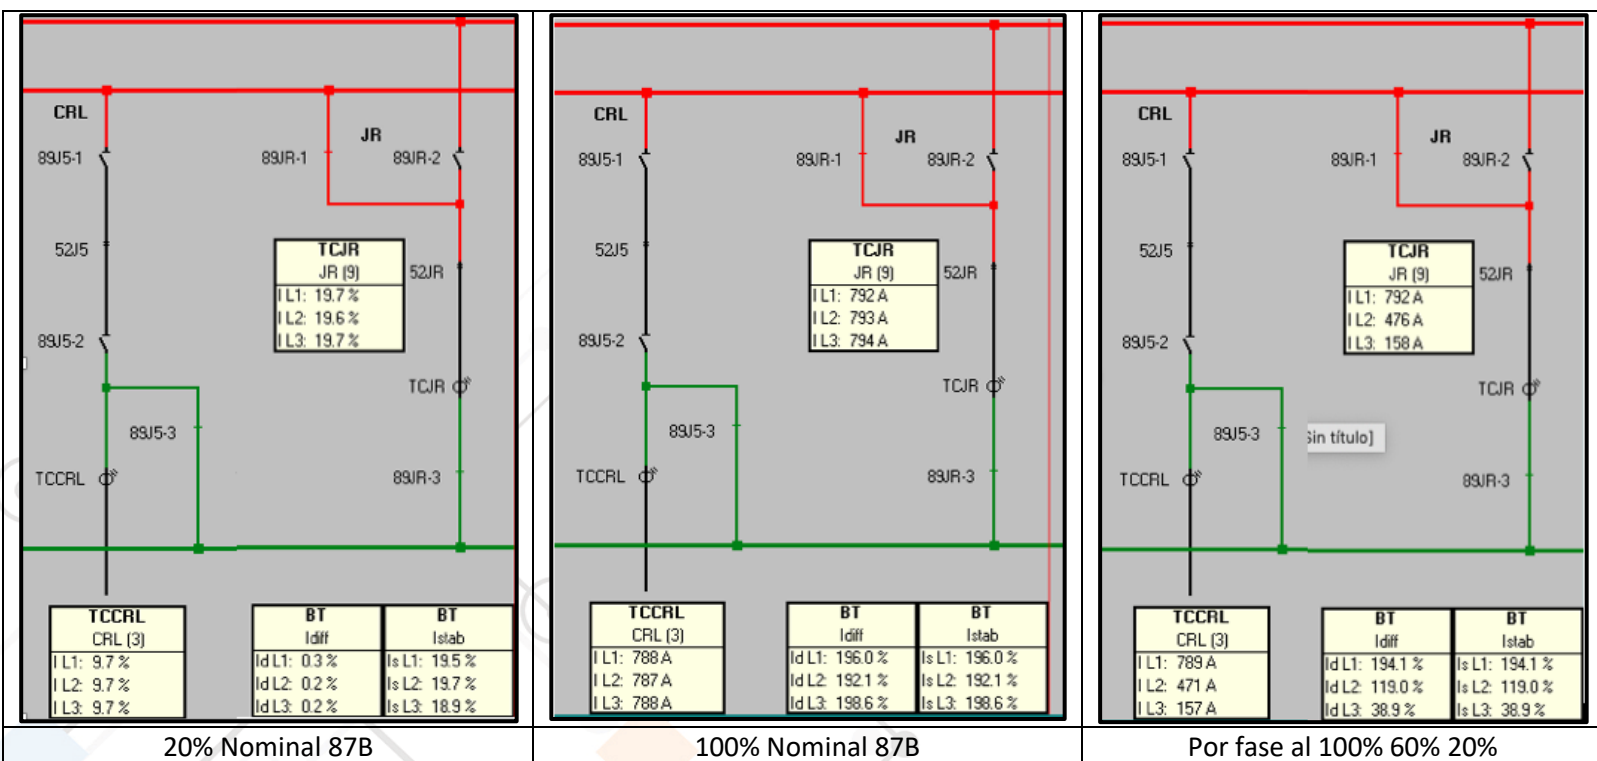 CRL
JR
89J5-1
89JR-1
89JR-2
52J5
TCJR
JR (9)
I L1: 19.7 %
I L2: 19.6 %
I L3: 19.7 %
52JR
89J5-2
TCJR
89J5-3
TCCRL
89JR-3
TCCRL
CRL (3)
I L1: 9.7 %
I L2: 9.7 %
I L3: 9.7 %
BT
Idiff
Id L1: 0.3 %
Id L2: 0.2 %
Id L3: 0.2 %
BT
Istab
Is L1: 19.5 %
Is L2: 19.7 %
Is L3: 18.9 %
20% Nominal 87B
CRL
JR
89J5-1
89JR-1
89JR-2
52J5
TCJR
JR (9)
I L1: 792 A
I L2: 793 A
I L3: 794 A
52JR
89J5-2
TCJR
89J5-3
TCCRL
89JR-3
TCCRL
CRL (3)
I L1: 788 A
I L2: 787 A
I L3: 788 A
BT
Idiff
Id L1: 196.0 %
Id L2: 192.1 %
Id L3: 198.6 %
BT
Istab
Is L1: 196.0 %
Is L2: 192.1 %
Is L3: 198.6 %
100% Nominal 87B
CRL
JR
89J5-1
89JR-1
89JR-2
52J5
TCJR
JR (9)
I L1: 792 A
I L2: 476 A
I L3: 158 A
52JR
89J5-2
TCJR
89J5-3
Sin título]
TCCRL
89JR-3
TCCRL
CRL (3)
I L1: 789 A
I L2: 471 A
I L3: 157 A
BT
Idiff
Id L1: 194.1 %
Id L2: 119.0 %
Id L3: 38.9 %
BT
Istab
Is L1: 194.1 %
Is L2: 119.0 %
Is L3: 38.9 %
Por fase al 100% 60% 20%